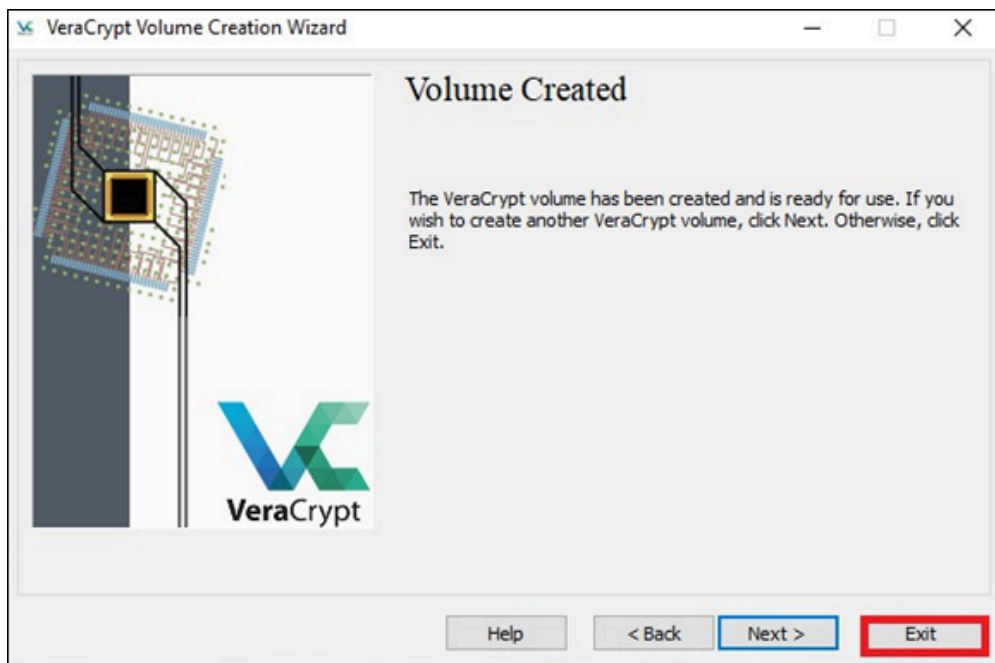 VeraCrypt Volume Creation Wizard
Volume Created
The VeraCrypt volume has been created and is ready for use. If you
wish to create another VeraCrypt volume, click Next. Otherwise, click
Exit.
VeraCrypt
Help
< Back
Next >
Exit